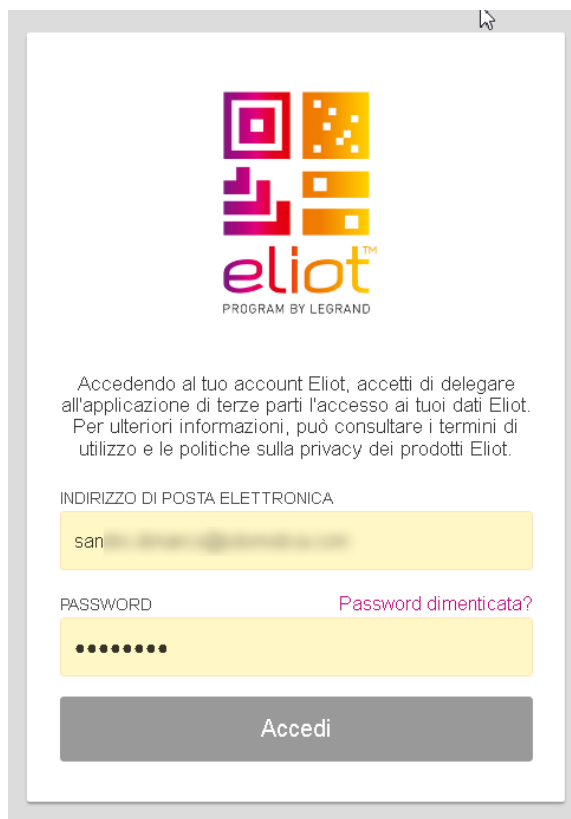 eliot™
PROGRAM BY LEGRAND
Accedendo al tuo account Eliot, accetti di delegare
all'applicazione di terze parti l'accesso ai tuoi dati Eliot.
Per ulteriori informazioni, può consultare i termini di
utilizzo e le politiche sulla privacy dei prodotti Eliot.
INDIRIZZO DI POSTA ELETTRONICA
san
PASSWORD Password dimenticata?
••••••••
Accedi